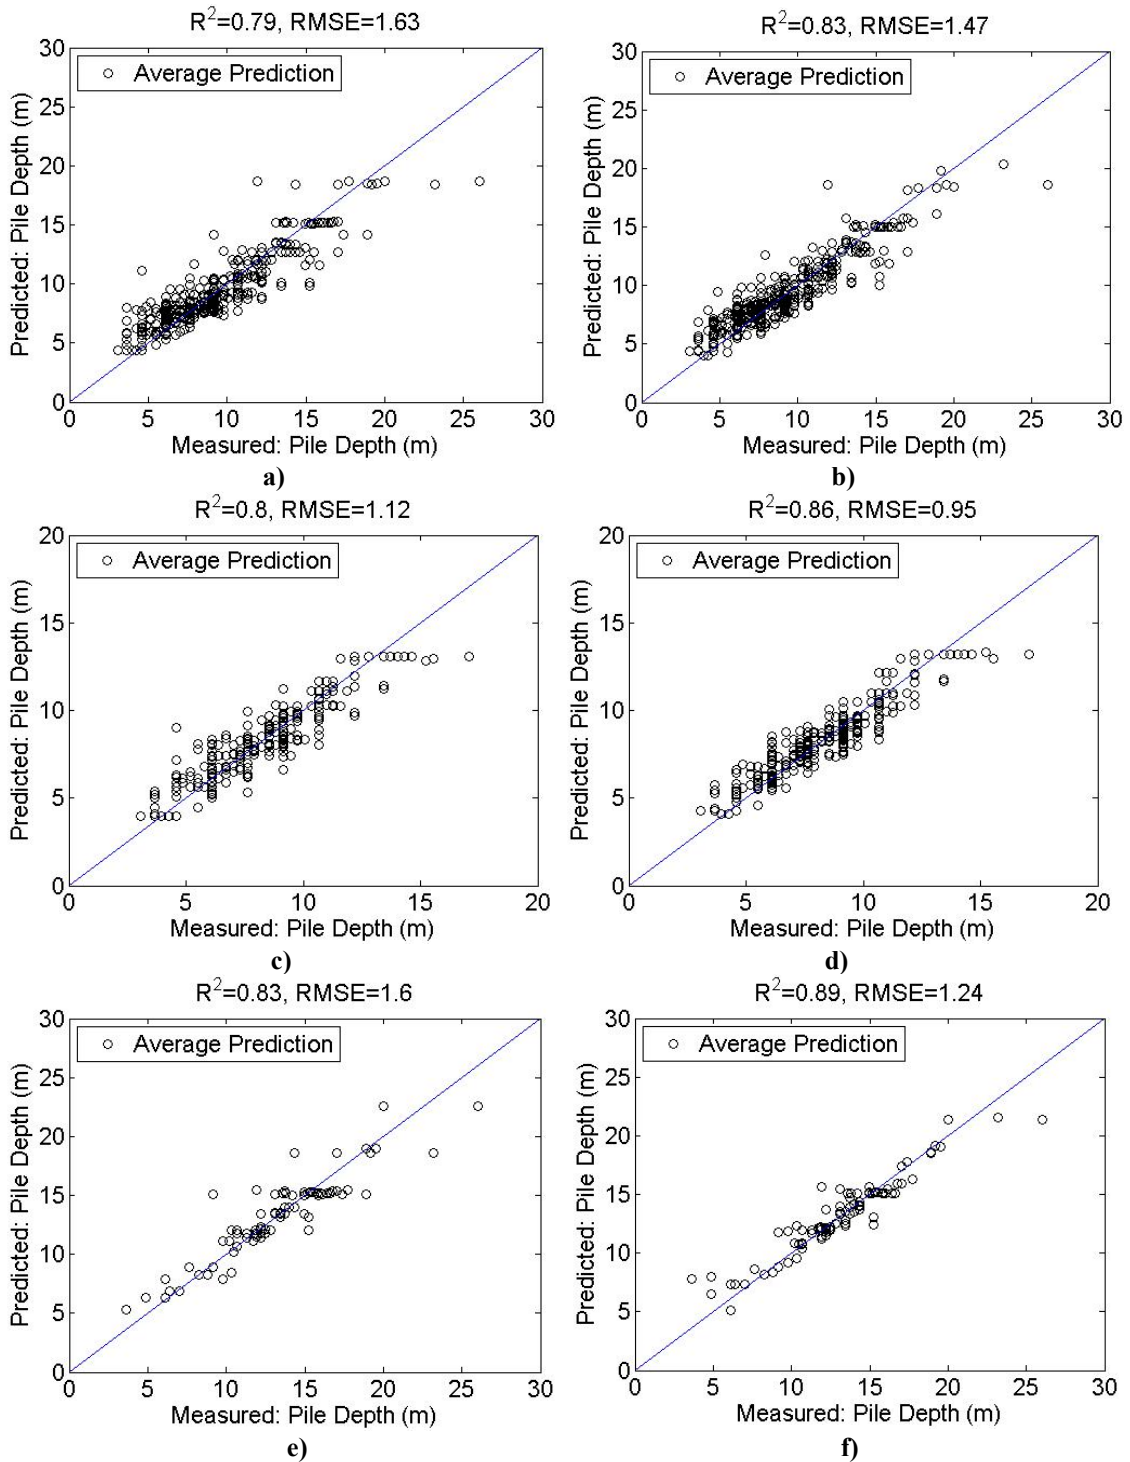 R²=0.79, RMSE=1.63
30
25
20
15
10
5
0
Predicted: Pile Depth (m)
Average Prediction
0 5 10 15 20 25 30
Measured: Pile Depth (m)
a)
R²=0.83, RMSE=1.47
30
25
20
15
10
5
0
Predicted: Pile Depth (m)
Average Prediction
0 5 10 15 20 25 30
Measured: Pile Depth (m)
b)
R²=0.8, RMSE=1.12
20
15
10
5
0
Predicted: Pile Depth (m)
Average Prediction
0 5 10 15 20
Measured: Pile Depth (m)
c)
R²=0.86, RMSE=0.95
20
15
10
5
0
Predicted: Pile Depth (m)
Average Prediction
0 5 10 15 20
Measured: Pile Depth (m)
d)
R²=0.83, RMSE=1.6
30
25
20
15
10
5
0
Predicted: Pile Depth (m)
Average Prediction
0 5 10 15 20 25 30
Measured: Pile Depth (m)
e)
R²=0.89, RMSE=1.24
30
25
20
15
10
5
0
Predicted: Pile Depth (m)
Average Prediction
0 5 10 15 20 25 30
Measured: Pile Depth (m)
f)